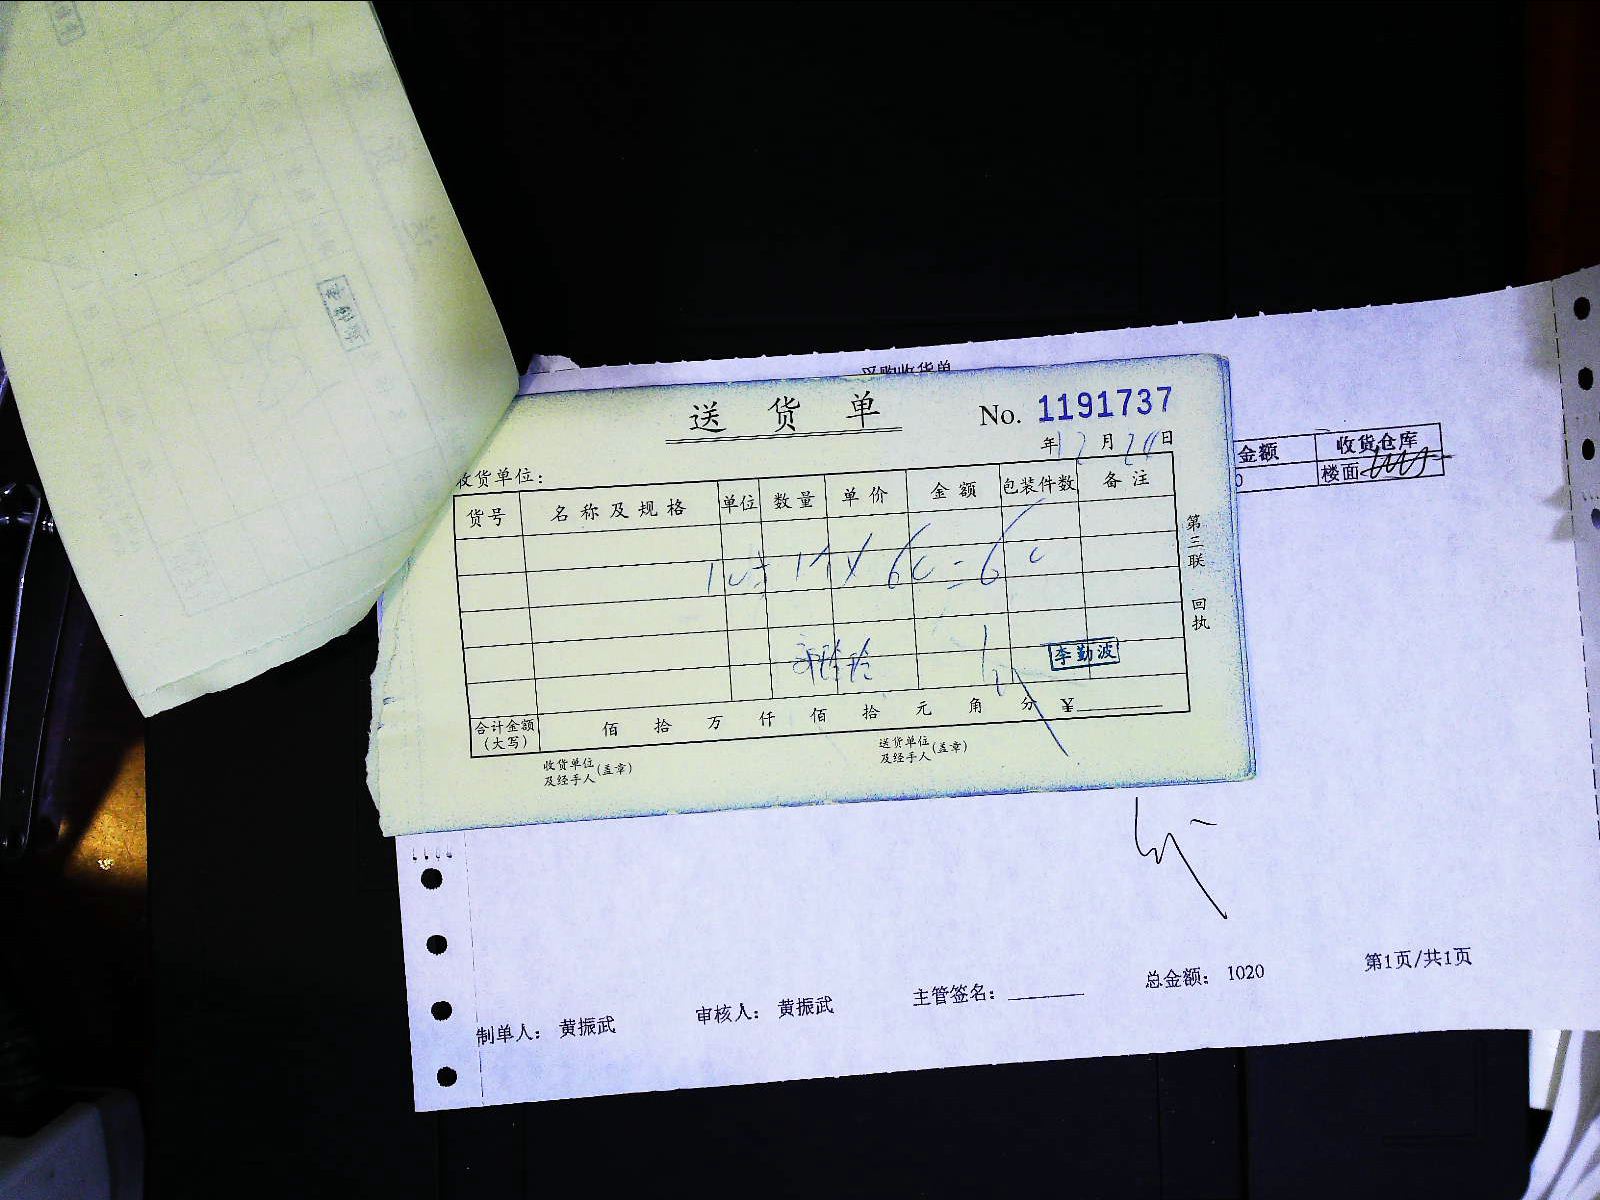 采购收货单
送货单 No. 1191737
年12月24日
收货单位：
货号 名称及规格 单位 数量 单价 金额 包装件数 备注
金额 收货仓库
楼面
第三联 回执
李勤波
合计金额（大写） 佰 拾 万 仟 佰 拾 元 角 分 ¥
收货单位及经手人（盖章） 送货单位及经手人（盖章）
制单人： 黄振武 审核人： 黄振武 主管签名： 总金额： 1020 第1页/共1页